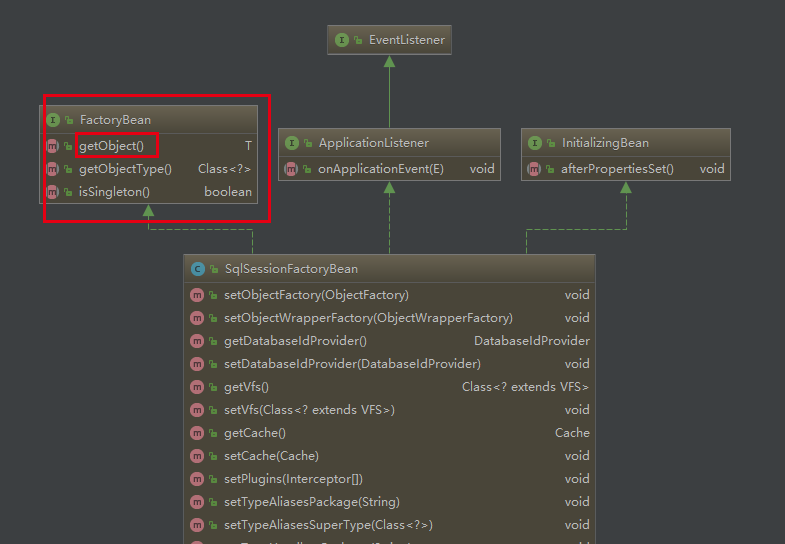 EventListener
FactoryBean
getObject() T
getObjectType() Class<?>
isSingleton() boolean
ApplicationListener
onApplicationEvent(E) void
InitializingBean
afterPropertiesSet() void
SqlSessionFactoryBean
setObjectFactory(ObjectFactory) void
setObjectWrapperFactory(ObjectWrapperFactory) void
getDatabaseIdProvider() DatabaseIdProvider
setDatabaseIdProvider(DatabaseIdProvider) void
getVfs() Class<? extends VFS>
setVfs(Class<? extends VFS>) void
getCache() Cache
setCache(Cache) void
setPlugins(Interceptor[]) void
setTypeAliasesPackage(String) void
setTypeAliasesSuperType(Class<?>) void